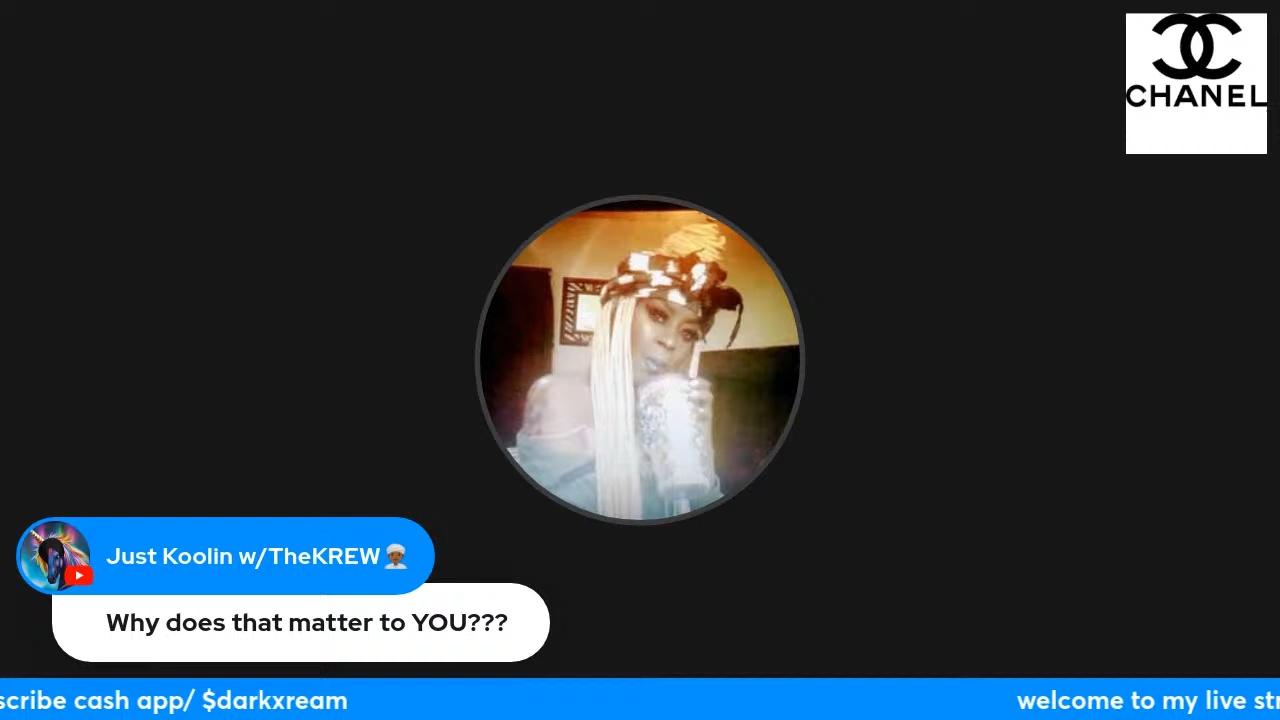 CHANEL
Just Koolin w/TheKREW👳🏾
Why does that matter to YOU???
scribe cash app/ $darkxream
welcome to my live str